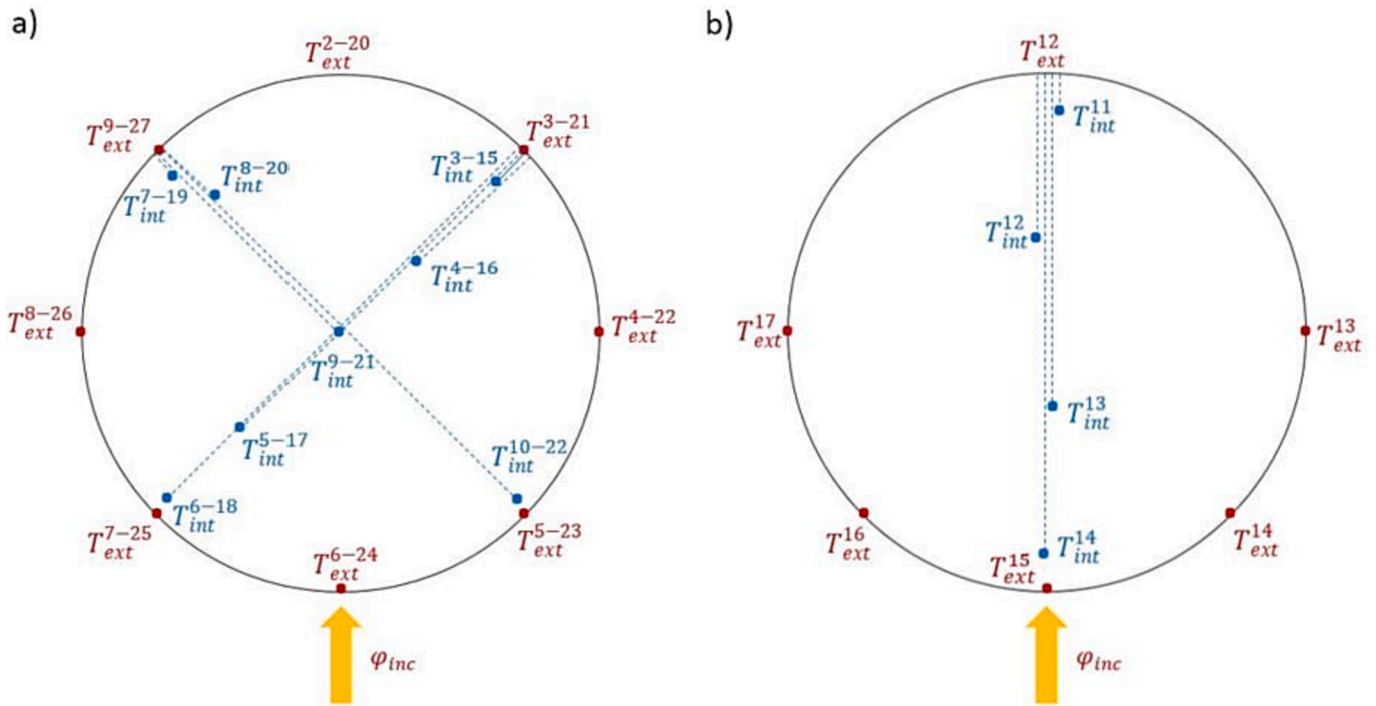 a)
T_{ext}^{2-20}
T_{ext}^{9-27}
T_{ext}^{3-21}
T_{int}^{3-15}
T_{int}^{8-20}
T_{int}^{7-19}
T_{int}^{4-16}
T_{ext}^{8-26}
T_{ext}^{4-22}
T_{int}^{9-21}
T_{int}^{5-17}
T_{int}^{10-22}
T_{int}^{6-18}
T_{ext}^{7-25}
T_{ext}^{5-23}
T_{ext}^{6-24}
φ_{inc}
b)
T_{ext}^{12}
T_{int}^{11}
T_{int}^{12}
T_{ext}^{17}
T_{ext}^{13}
T_{int}^{13}
T_{ext}^{16}
T_{ext}^{14}
T_{int}^{14}
T_{ext}^{15}
φ_{inc}